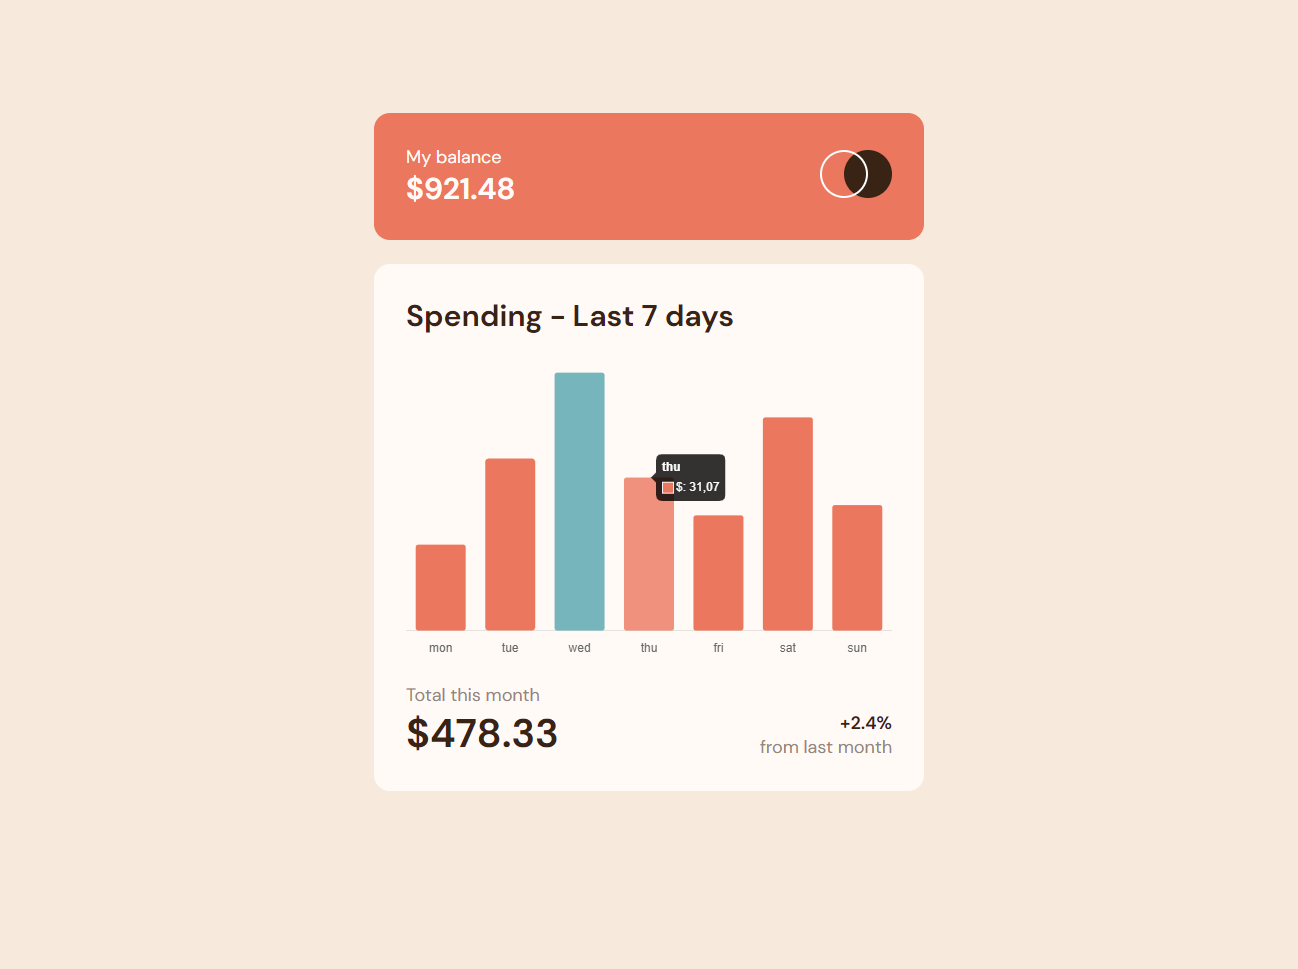 My balance
$921.48
Spending - Last 7 days
thu
$: 31,07
mon tue wed thu fri sat sun
Total this month
$478.33
+2.4%
from last month